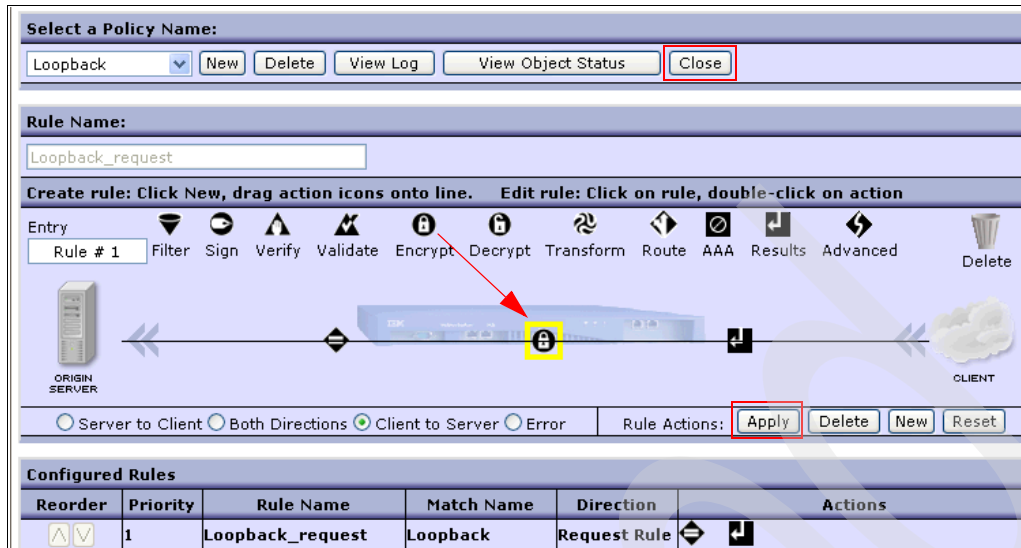 Select a Policy Name:
Loopback New Delete View Log View Object Status Close
Rule Name:
Loopback_request
Create rule: Click New, drag action icons onto line. Edit rule: Click on rule, double-click on action
Entry
Rule # 1 Filter Sign Verify Validate Encrypt Decrypt Transform Route AAA Results Advanced Delete
ORIGIN
SERVER
CLIENT
Server to Client Both Directions Client to Server Error Rule Actions: Apply Delete New Reset
Configured Rules
Reorder Priority Rule Name Match Name Direction Actions
1 Loopback_request Loopback Request Rule